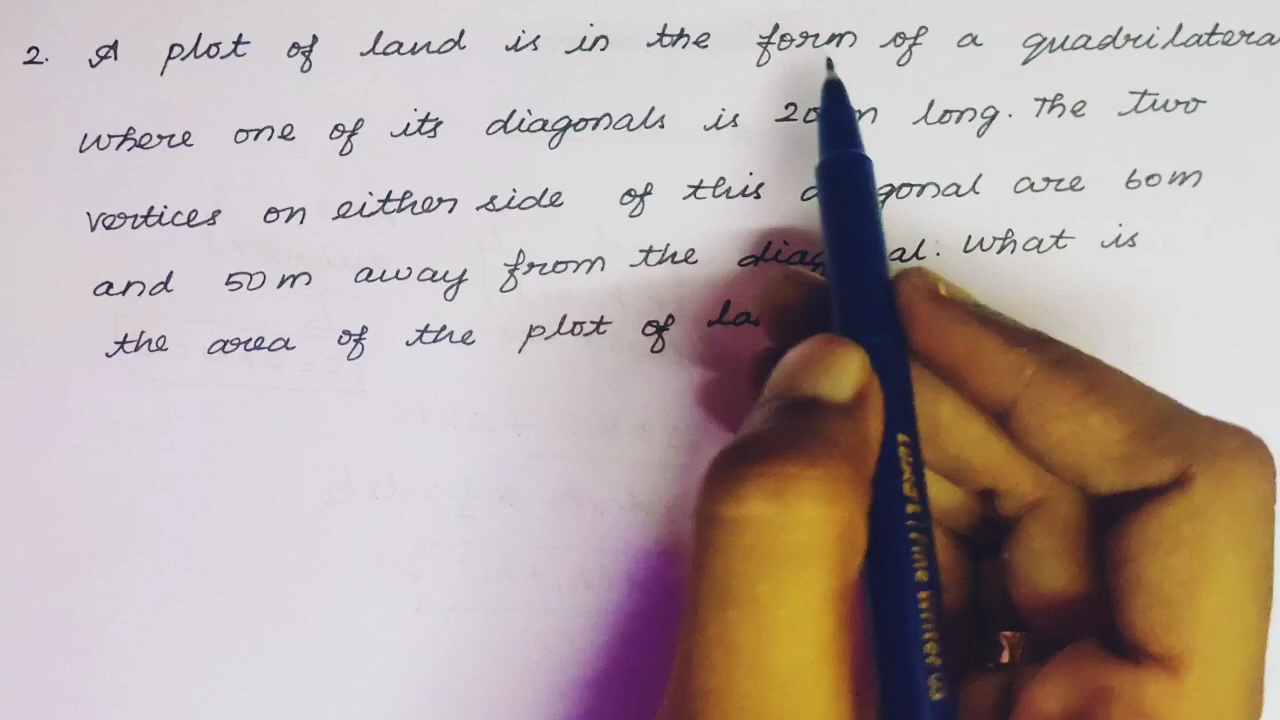 2. A plot of land is in the form of a quadrilatera
where one of its diagonals is long. The two
vertices on either side of this are 60m
and 50m away from the What is
the area of the plot of